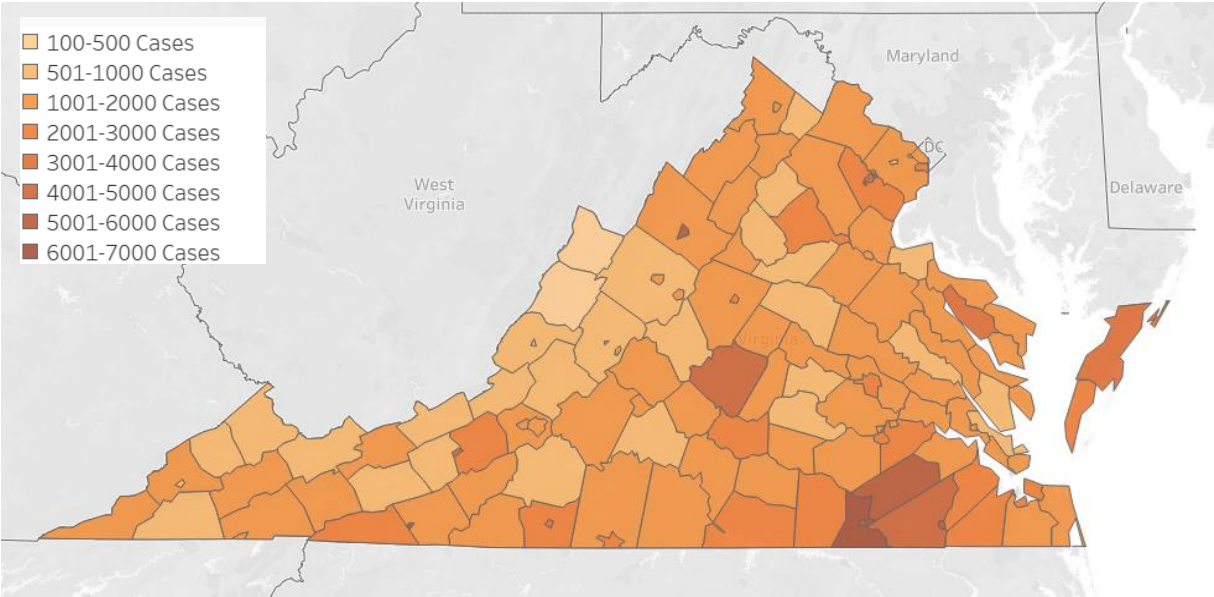 100-500 Cases
501-1000 Cases
1001-2000 Cases
2001-3000 Cases
3001-4000 Cases
4001-5000 Cases
5001-6000 Cases
6001-7000 Cases
Maryland
DC
West
Virginia
Delaware
Virginia